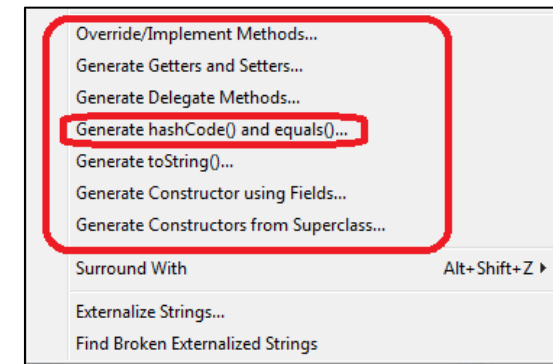 Override/Implement Methods...
Generate Getters and Setters...
Generate Delegate Methods...
Generate hashCode() and equals()...
Generate toString()...
Generate Constructor using Fields...
Generate Constructors from Superclass...
Surround With Alt+Shift+Z
Externalize Strings...
Find Broken Externalized Strings